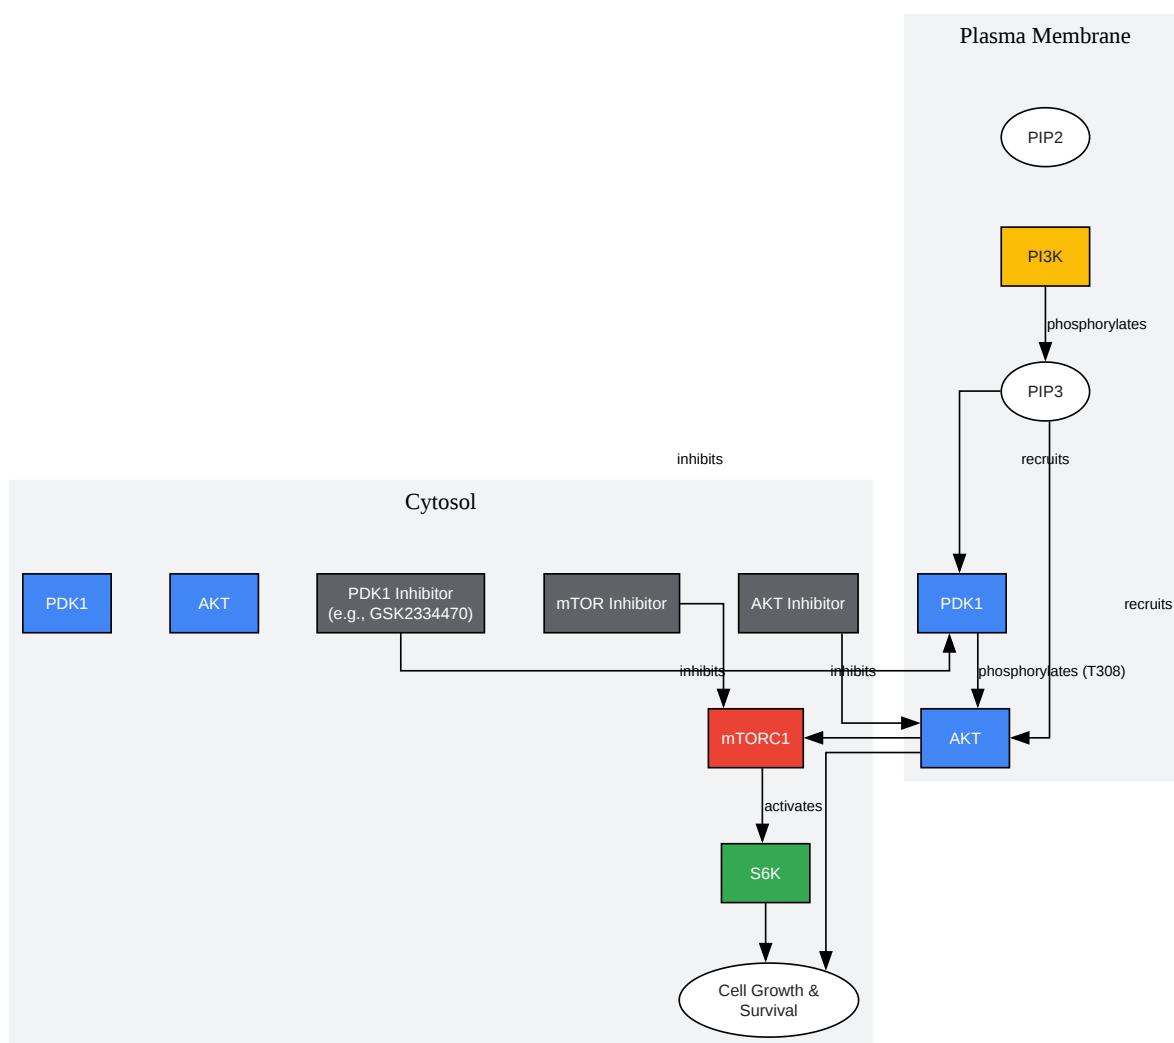 Plasma Membrane
PIP2
PI3K
phosphorylates
PIP3
inhibits
recruits
Cytosol
PDK1
AKT
PDK1 Inhibitor
(e.g., GSK2334470)
mTOR Inhibitor
AKT Inhibitor
PDK1
recruits
inhibits
inhibits
phosphorylates (T308)
mTORC1
AKT
activates
S6K
Cell Growth &
Survival